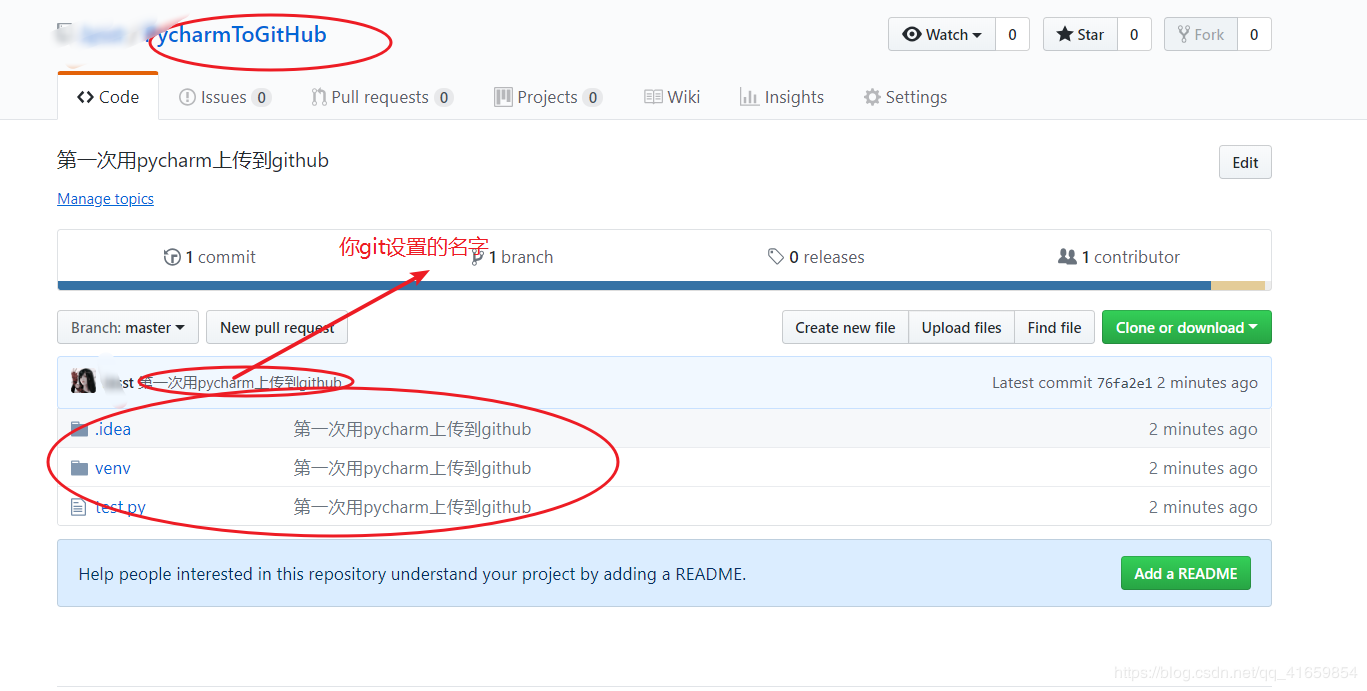 PycharmToGitHub
Watch 0 Star 0 Fork 0
Code Issues 0 Pull requests 0 Projects 0 Wiki Insights Settings
第一次用pycharm上传到github
Edit
Manage topics
你git设置的名字
1 commit 1 branch 0 releases 1 contributor
Branch: master New pull request Create new file Upload files Find file Clone or download
st 第一次用pycharm上传到github Latest commit 76fa2e1 2 minutes ago
.idea 第一次用pycharm上传到github 2 minutes ago
venv 第一次用pycharm上传到github 2 minutes ago
test.py 第一次用pycharm上传到github 2 minutes ago
Help people interested in this repository understand your project by adding a README.
Add a README
https://blog.csdn.net/qq_41659854